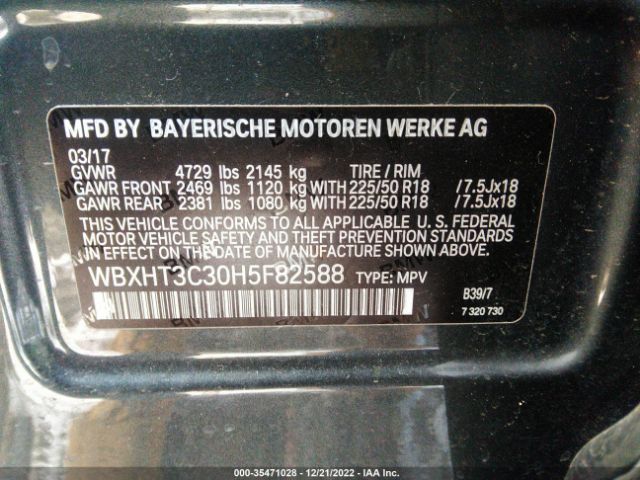 MFD BY BAYERISCHE MOTOREN WERKE AG
03/17
GVWR 4729 lbs 2145 kg TIRE / RIM
GAWR FRONT 2469 lbs 1120 kg WITH 225/50 R18 /7.5Jx18
GAWR REAR 2381 lbs 1080 kg WITH 225/50 R18 /7.5Jx18
THIS VEHICLE CONFORMS TO ALL APPLICABLE U. S. FEDERAL
MOTOR VEHICLE SAFETY AND THEFT PREVENTION STANDARDS
IN EFFECT ON THE DATE OF MANUFACTURE SHOWN ABOVE.
WBXHT3C30H5F82588 TYPE: MPV
B39/7
7 320 730
000-35471028 - 12/21/2022 - IAA Inc.